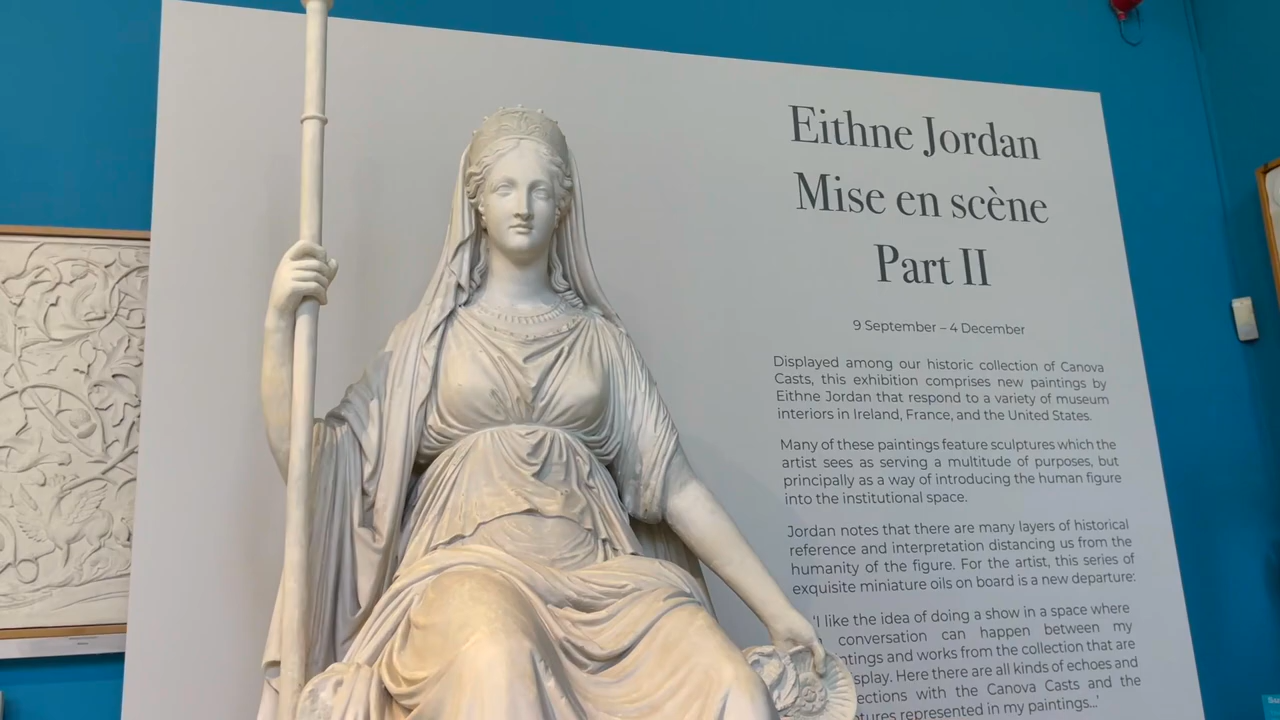 Eithne Jordan
Mise en scène
Part II
9 September – 4 December
Displayed among our historic collection of Canova
Casts, this exhibition comprises new paintings by
Eithne Jordan that respond to a variety of museum
interiors in Ireland, France, and the United States.
Many of these paintings feature sculptures which the
artist sees as serving a multitude of purposes, but
principally as a way of introducing the human figure
into the institutional space.
Jordan notes that there are many layers of historical
reference and interpretation distancing us from the
humanity of the figure. For the artist, this series of
exquisite miniature oils on board is a new departure:
'I like the idea of doing a show in a space where
conversation can happen between my
ntings and works from the collection that are
splay. Here there are all kinds of echoes and
ections with the Canova Casts and the
tures represented in my paintings...'